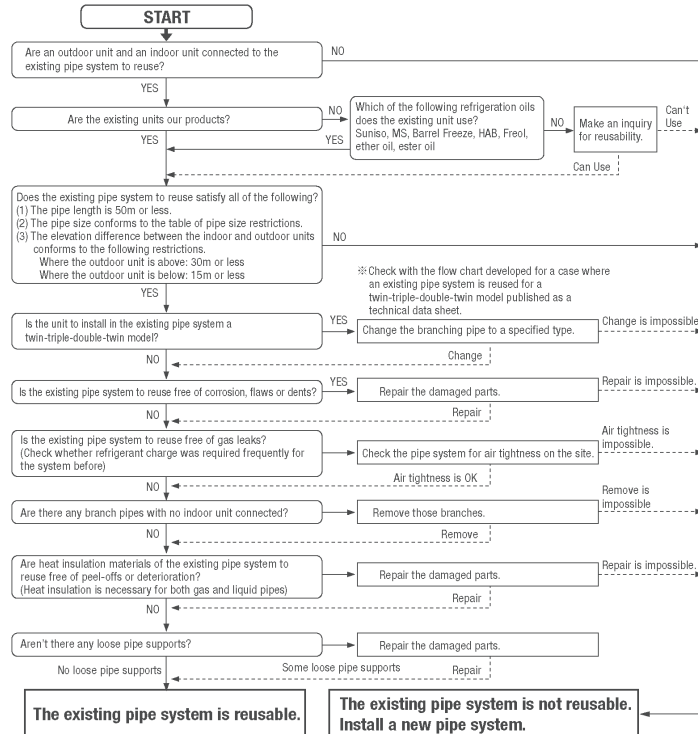 START
Are an outdoor unit and an indoor unit connected to the
existing pipe system to reuse?
NO
YES
Are the existing units our products?
NO
Which of the following refrigeration oils
does the existing unit use?
Suniso, MS, Barrel Freeze, HAB, Freol,
ether oil, ester oil
NO
Make an inquiry
for reusability.
Can't
Use
YES
YES
Can Use
Does the existing pipe system to reuse satisfy all of the following?
(1) The pipe length is 50m or less.
(2) The pipe size conforms to the table of pipe size restrictions.
(3) The elevation difference between the indoor and outdoor units
conforms to the following restrictions.
Where the outdoor unit is above: 30m or less
Where the outdoor unit is below: 15m or less
NO
YES
※Check with the flow chart developed for a case where
an existing pipe system is reused for a
twin-triple-double-twin model published as a
technical data sheet.
Is the unit to install in the existing pipe system a
twin-triple-double-twin model?
YES
Change the branching pipe to a specified type.
Change is impossible.
NO
Change
Is the existing pipe system to reuse free of corrosion, flaws or dents?
YES
Repair the damaged parts.
Repair is impossible.
NO
Repair
Is the existing pipe system to reuse free of gas leaks?
(Check whether refrigerant charge was required frequently for
the system before)
Check the pipe system for air tightness on the site.
Air tightness is
impossible.
NO
Air tightness is OK
Are there any branch pipes with no indoor unit connected?
Remove those branches.
Remove is
impossible
NO
Remove
Are heat insulation materials of the existing pipe system to
reuse free of peel-offs or deterioration?
(Heat insulation is necessary for both gas and liquid pipes)
Repair the damaged parts.
Repair is impossible.
NO
Repair
Aren't there any loose pipe supports?
Repair the damaged parts.
No loose pipe supports
Some loose pipe supports
Repair
The existing pipe system is reusable.
The existing pipe system is not reusable.
Install a new pipe system.